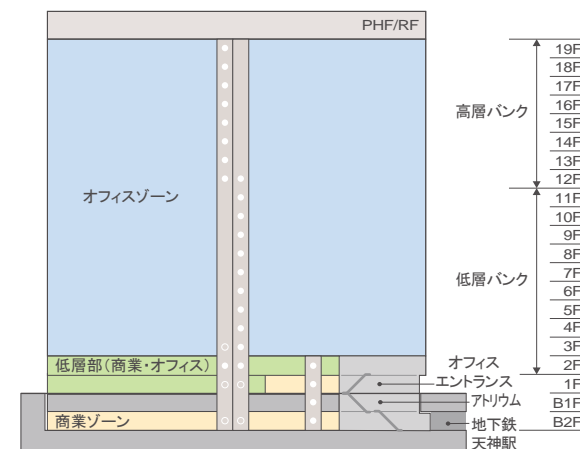 PHF/RF
19F
18F
17F
16F
15F
14F
13F
12F
11F
10F
9F
8F
7F
6F
5F
4F
3F
2F
1F
B1F
B2F
高層バンク
低層バンク
オフィスゾーン
低層部(商業・オフィス)
商業ゾーン
オフィス
エントランス
アトリウム
地下鉄
天神駅